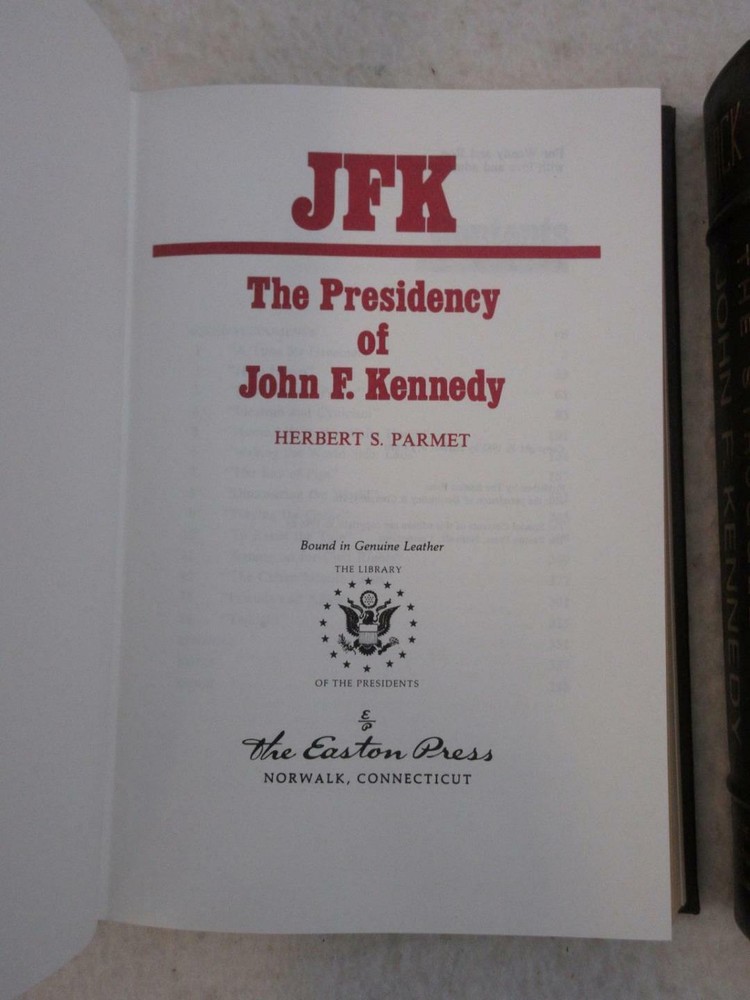 JFK
The Presidency
of
John F. Kennedy
HERBERT S. PARMET
Bound in Genuine Leather
THE LIBRARY
OF THE PRESIDENTS
E
P
The Easton Press
NORWALK, CONNECTICUT
JOHN F. KENNEDY